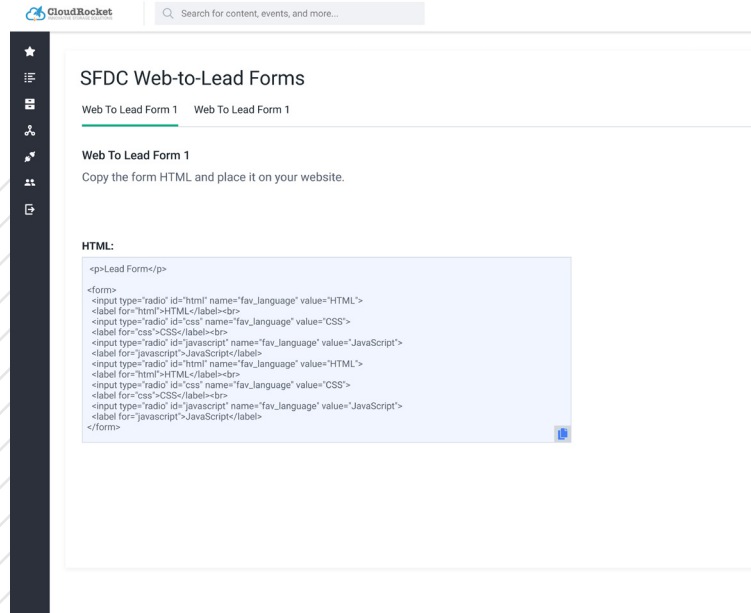 CloudRocket
INNOVATIVE STORAGE SOLUTIONS
Search for content, events, and more...
SFDC Web-to-Lead Forms
Web To Lead Form 1 Web To Lead Form 1
Web To Lead Form 1
Copy the form HTML and place it on your website.
HTML:
<p>Lead Form</p>
<form>
<input type="radio" id="html" name="fav_language" value="HTML">
<label for="html">HTML</label><br>
<input type="radio" id="css" name="fav_language" value="CSS">
<label for="css">CSS</label><br>
<input type="radio" id="javascript" name="fav_language" value="JavaScript">
<label for="javascript">JavaScript</label>
<input type="radio" id="html" name="fav_language" value="HTML">
<label for="html">HTML</label><br>
<input type="radio" id="css" name="fav_language" value="CSS">
<label for="css">CSS</label><br>
<input type="radio" id="javascript" name="fav_language" value="JavaScript">
<label for="javascript">JavaScript</label>
</form>